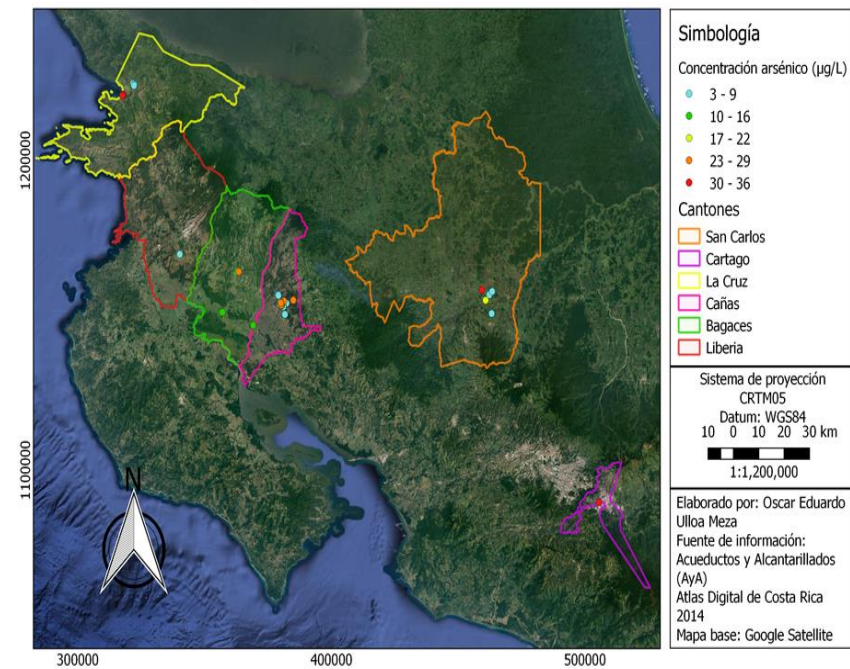 Simbología
Concentración arsénico (µg/L)
3 - 9
10 - 16
17 - 22
23 - 29
30 - 36
Cantones
San Carlos
Cartago
La Cruz
Cañas
Bagaces
Liberia
Sistema de proyección
CRTM05
Datum: WGS84
10 0 10 20 30 km
1:1,200,000
Elaborado por: Oscar Eduardo
Ulloa Meza
Fuente de información:
Acueductos y Alcantarillados
(AyA)
Atlas Digital de Costa Rica
2014
Mapa base: Google Satellite
1200000
1100000
N
300000 400000 500000